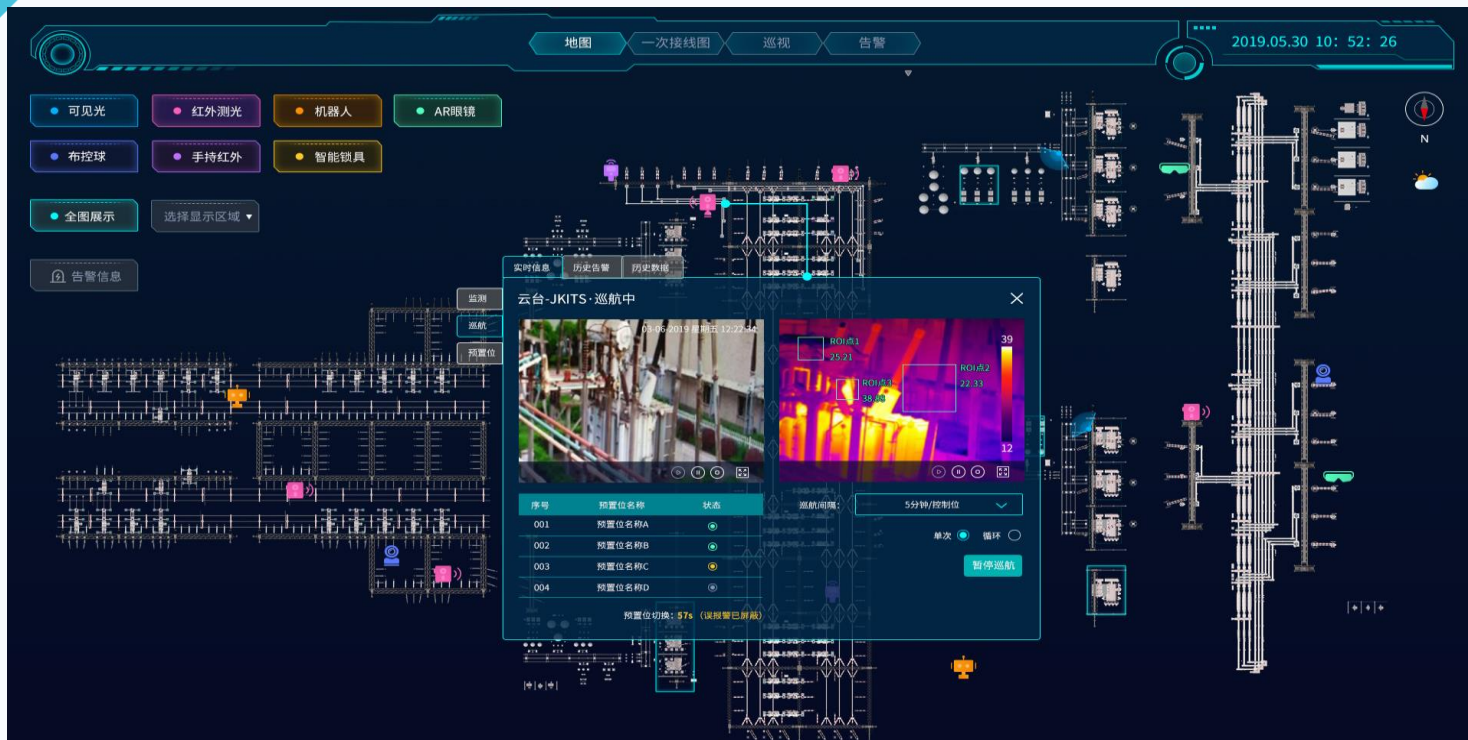 地图 一次接线图 巡视 告警
2019.05.30 10: 52: 26
可见光 红外测光 机器人 AR眼镜
布控球 手持红外 智能锁具
N
全图展示 选择显示区域
告警信息
实时信息 历史告警 历史数据
监测
巡航
预置位
云台-JKITS·巡航中
03-06-2019 星期五 12:22:34
ROI点1
25.21
ROI点2
22.33
ROI点3
39
12
序号 预置位名称 状态
001 预置位名称A
002 预置位名称B
003 预置位名称C
004 预置位名称D
预置位切换: 57s (误报警已屏蔽)
巡航间隔: 5分钟/控制位
单次 循环
暂停巡航